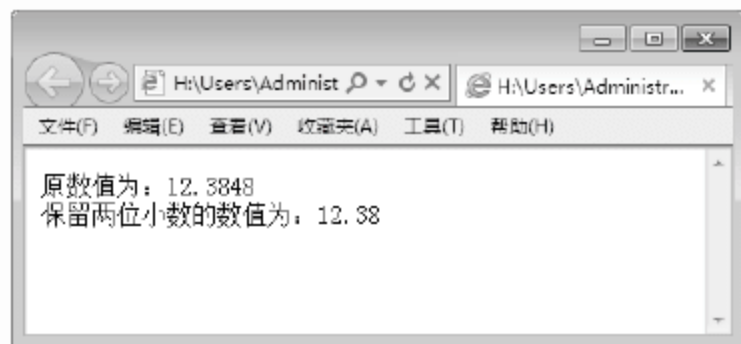 H:\Users\Administ
H:\Users\Administr...
文件(F) 编辑(E) 查看(V) 收藏夹(A) 工具(T) 帮助(H)
原数值为：12.3848
保留两位小数的数值为：12.38